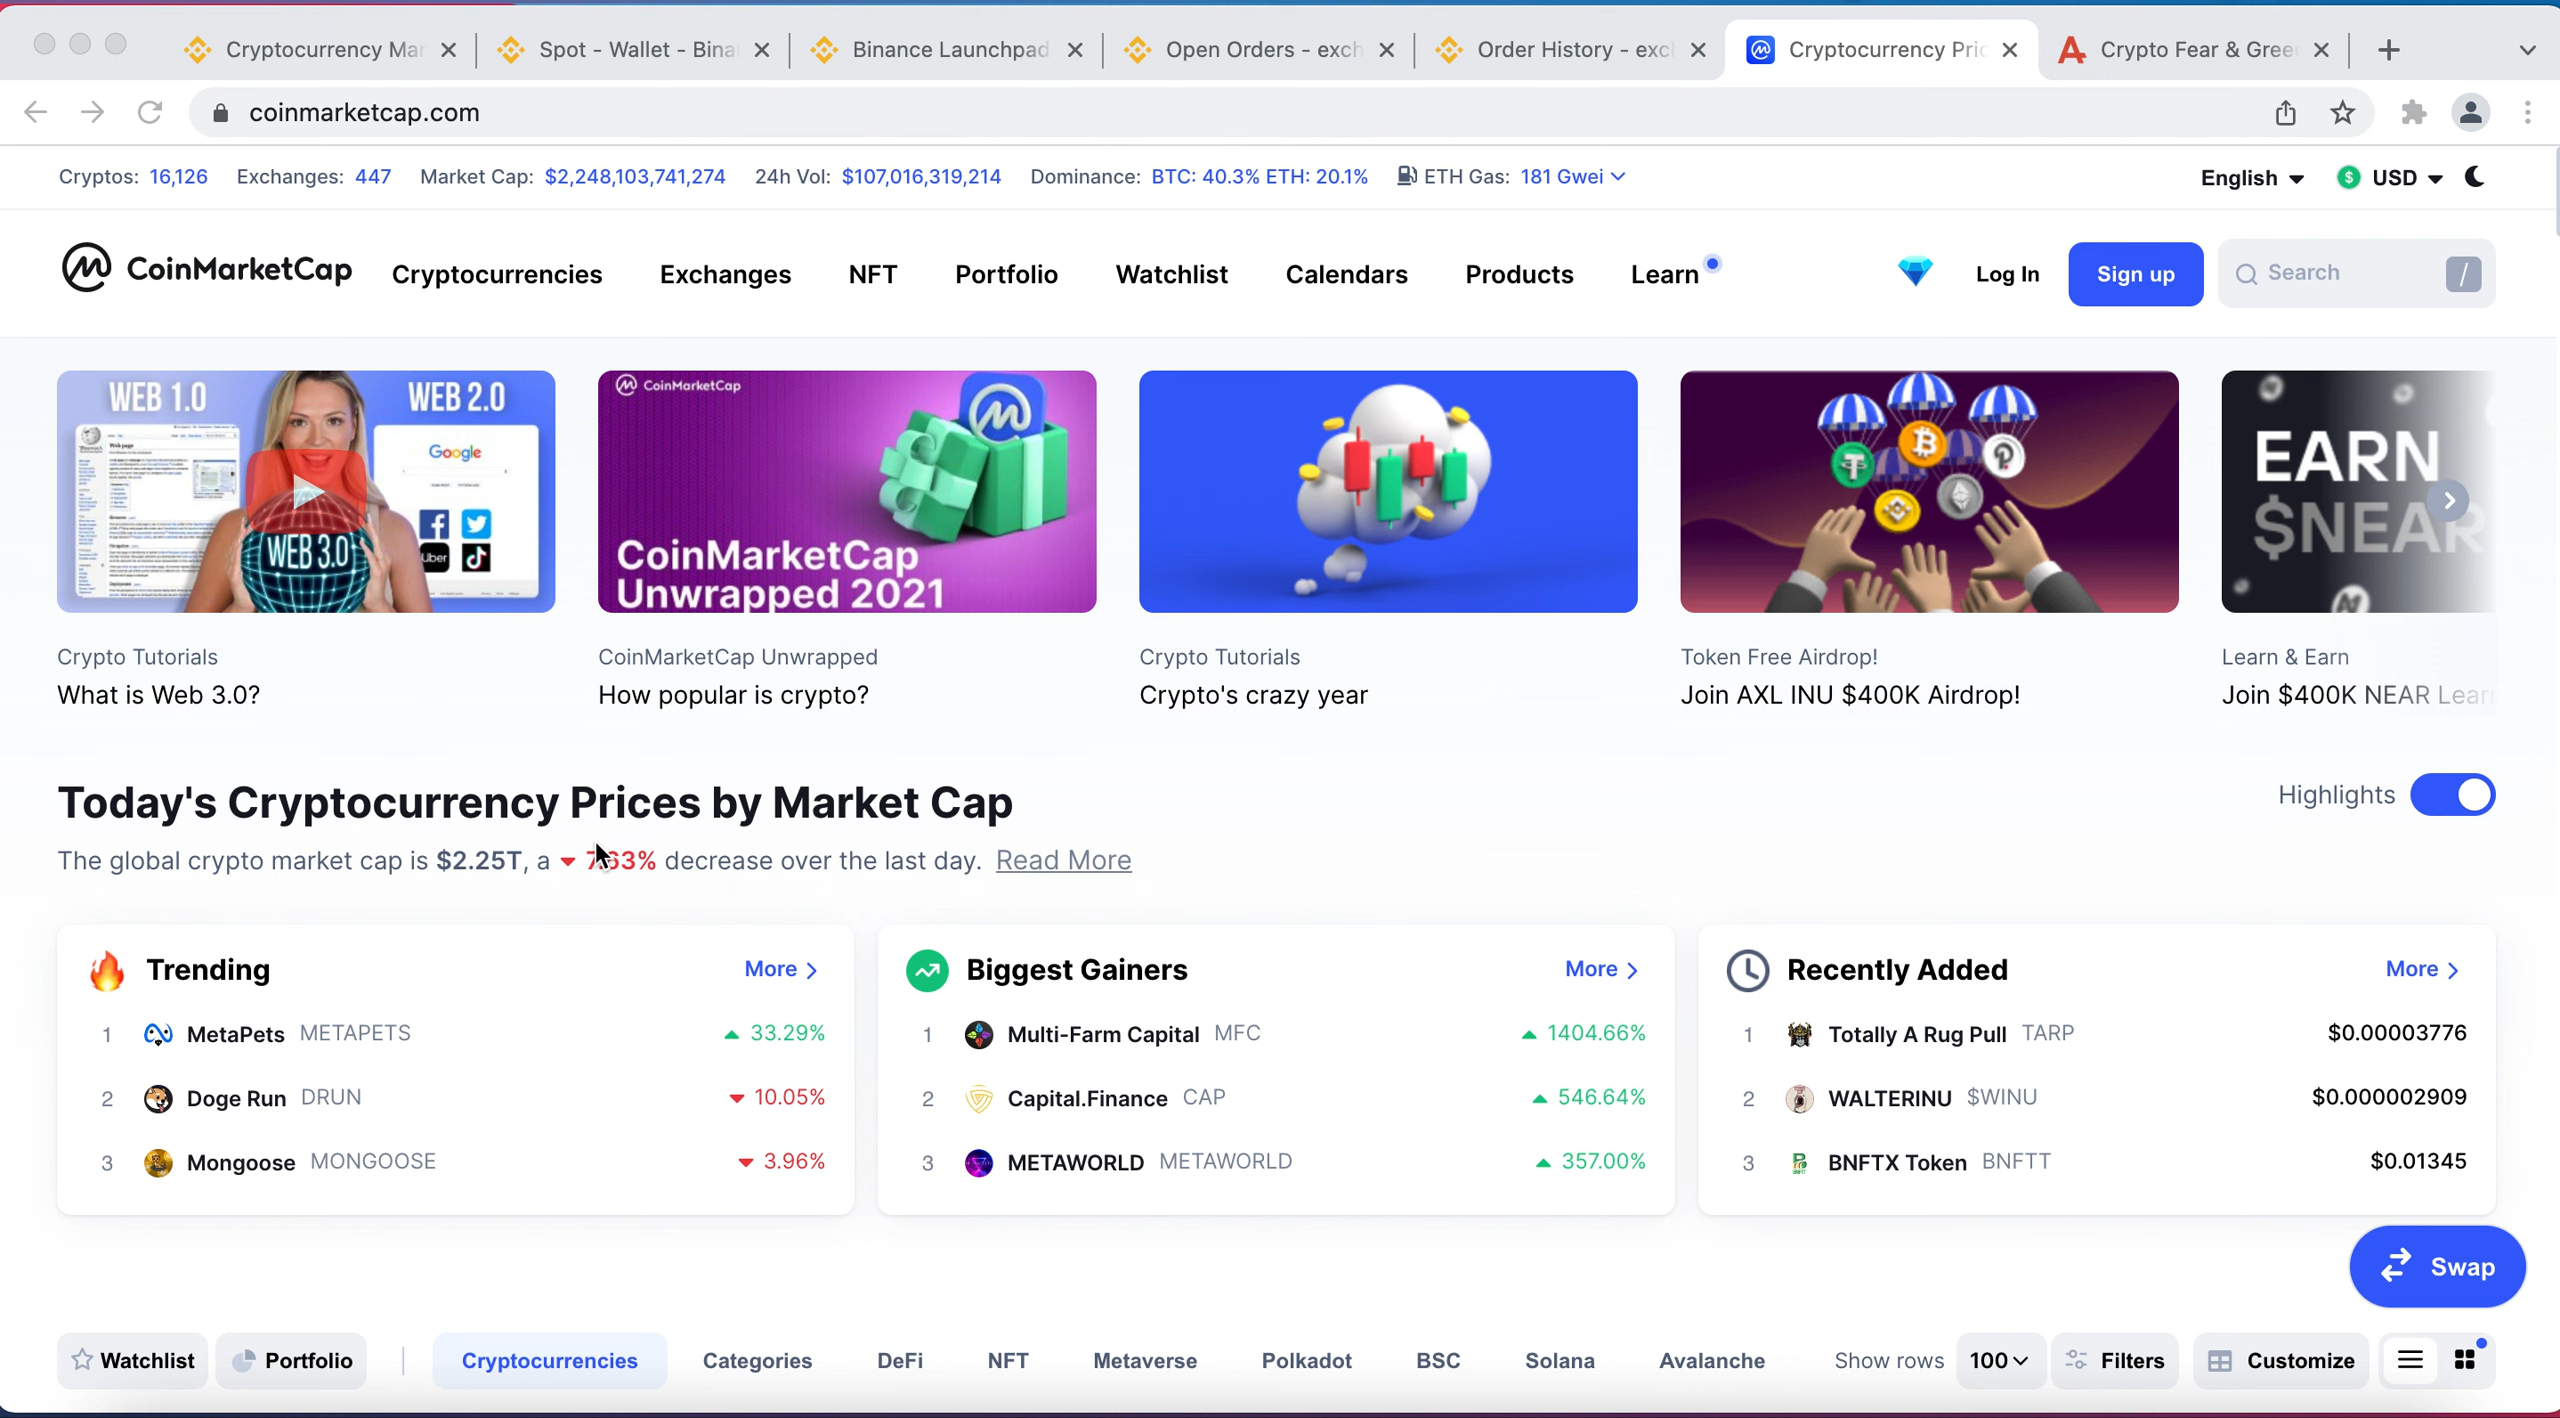 Cryptocurrency Mar
Spot - Wallet - Bina
Binance Launchpad
Open Orders - exch
Order History - exc
Cryptocurrency Pric
Crypto Fear & Gree
coinmarketcap.com
Cryptos: 16,126 Exchanges: 447 Market Cap: $2,248,103,741,274 24h Vol: $107,016,319,214 Dominance: BTC: 40.3% ETH: 20.1% ETH Gas: 181 Gwei
English USD
CoinMarketCap Cryptocurrencies Exchanges NFT Portfolio Watchlist Calendars Products Learn Log In Sign up Search /
WEB 1.0 WEB 2.0
Google
Uber
WEB 3.0
CoinMarketCap
CoinMarketCap
Unwrapped 2021
EARN
$NEAR
Crypto Tutorials
What is Web 3.0?
CoinMarketCap Unwrapped
How popular is crypto?
Crypto Tutorials
Crypto's crazy year
Token Free Airdrop!
Join AXL INU $400K Airdrop!
Learn & Earn
Join $400K NEAR Lear
Today's Cryptocurrency Prices by Market Cap
Highlights
The global crypto market cap is $2.25T, a 7.63% decrease over the last day. Read More
Trending More
1 MetaPets METAPETS 33.29%
2 Doge Run DRUN 10.05%
3 Mongoose MONGOOSE 3.96%
Biggest Gainers More
1 Multi-Farm Capital MFC 1404.66%
2 Capital.Finance CAP 546.64%
3 METAWORLD METAWORLD 357.00%
Recently Added More
1 Totally A Rug Pull TARP $0.00003776
2 WALTERINU $WINU $0.000002909
3 BNFTX Token BNFTT $0.01345
Swap
Watchlist Portfolio Cryptocurrencies Categories DeFi NFT Metaverse Polkadot BSC Solana Avalanche Show rows 100 Filters Customize